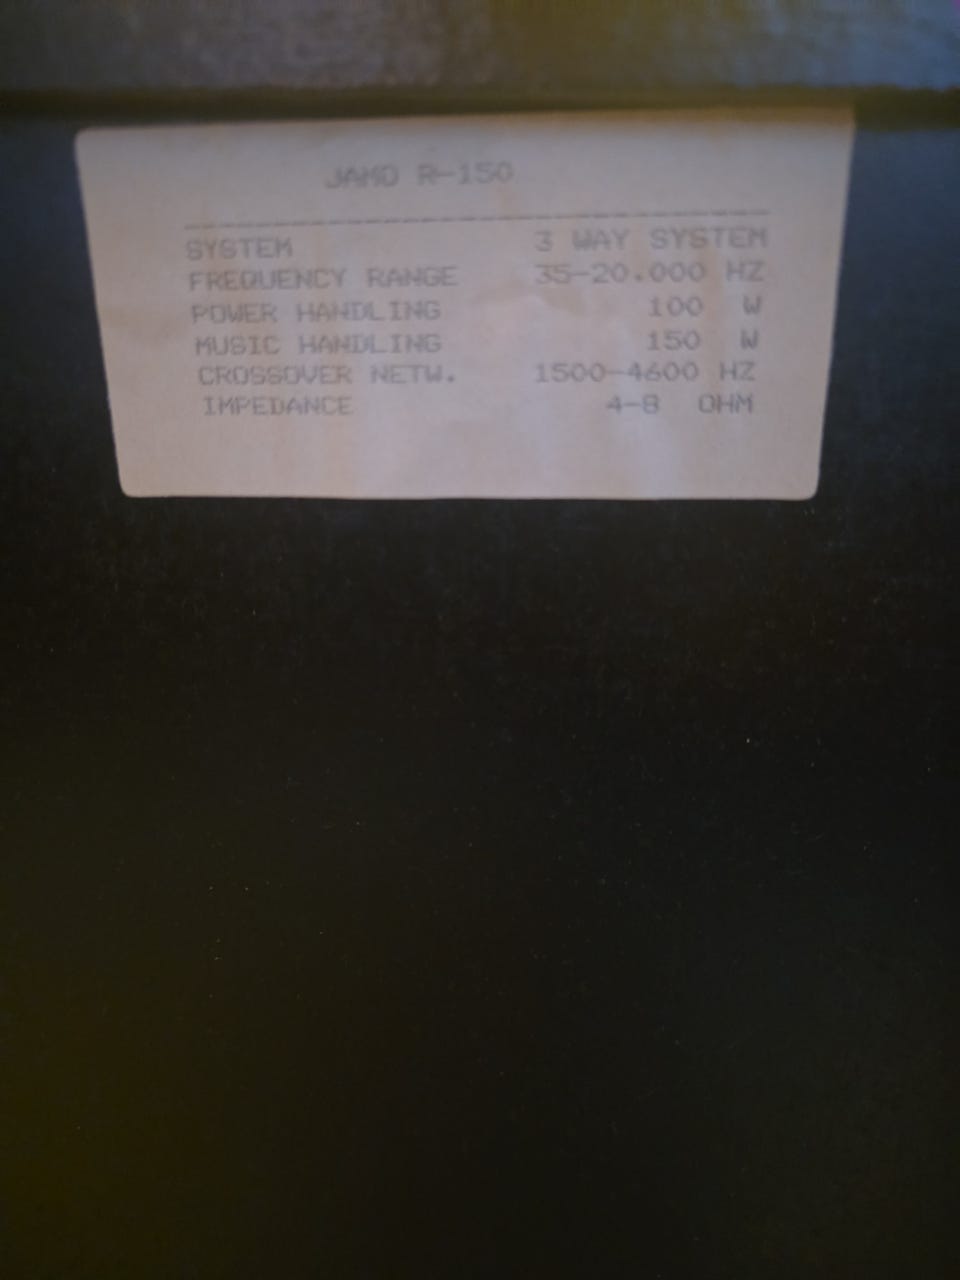 JAMO R-150
SYSTEM 3 WAY SYSTEM
FREQUENCY RANGE 35-20.000 HZ
POWER HANDLING 100 W
MUSIC HANDLING 150 W
CROSSOVER NETW. 1500-4600 HZ
IMPEDANCE 4-8 OHM